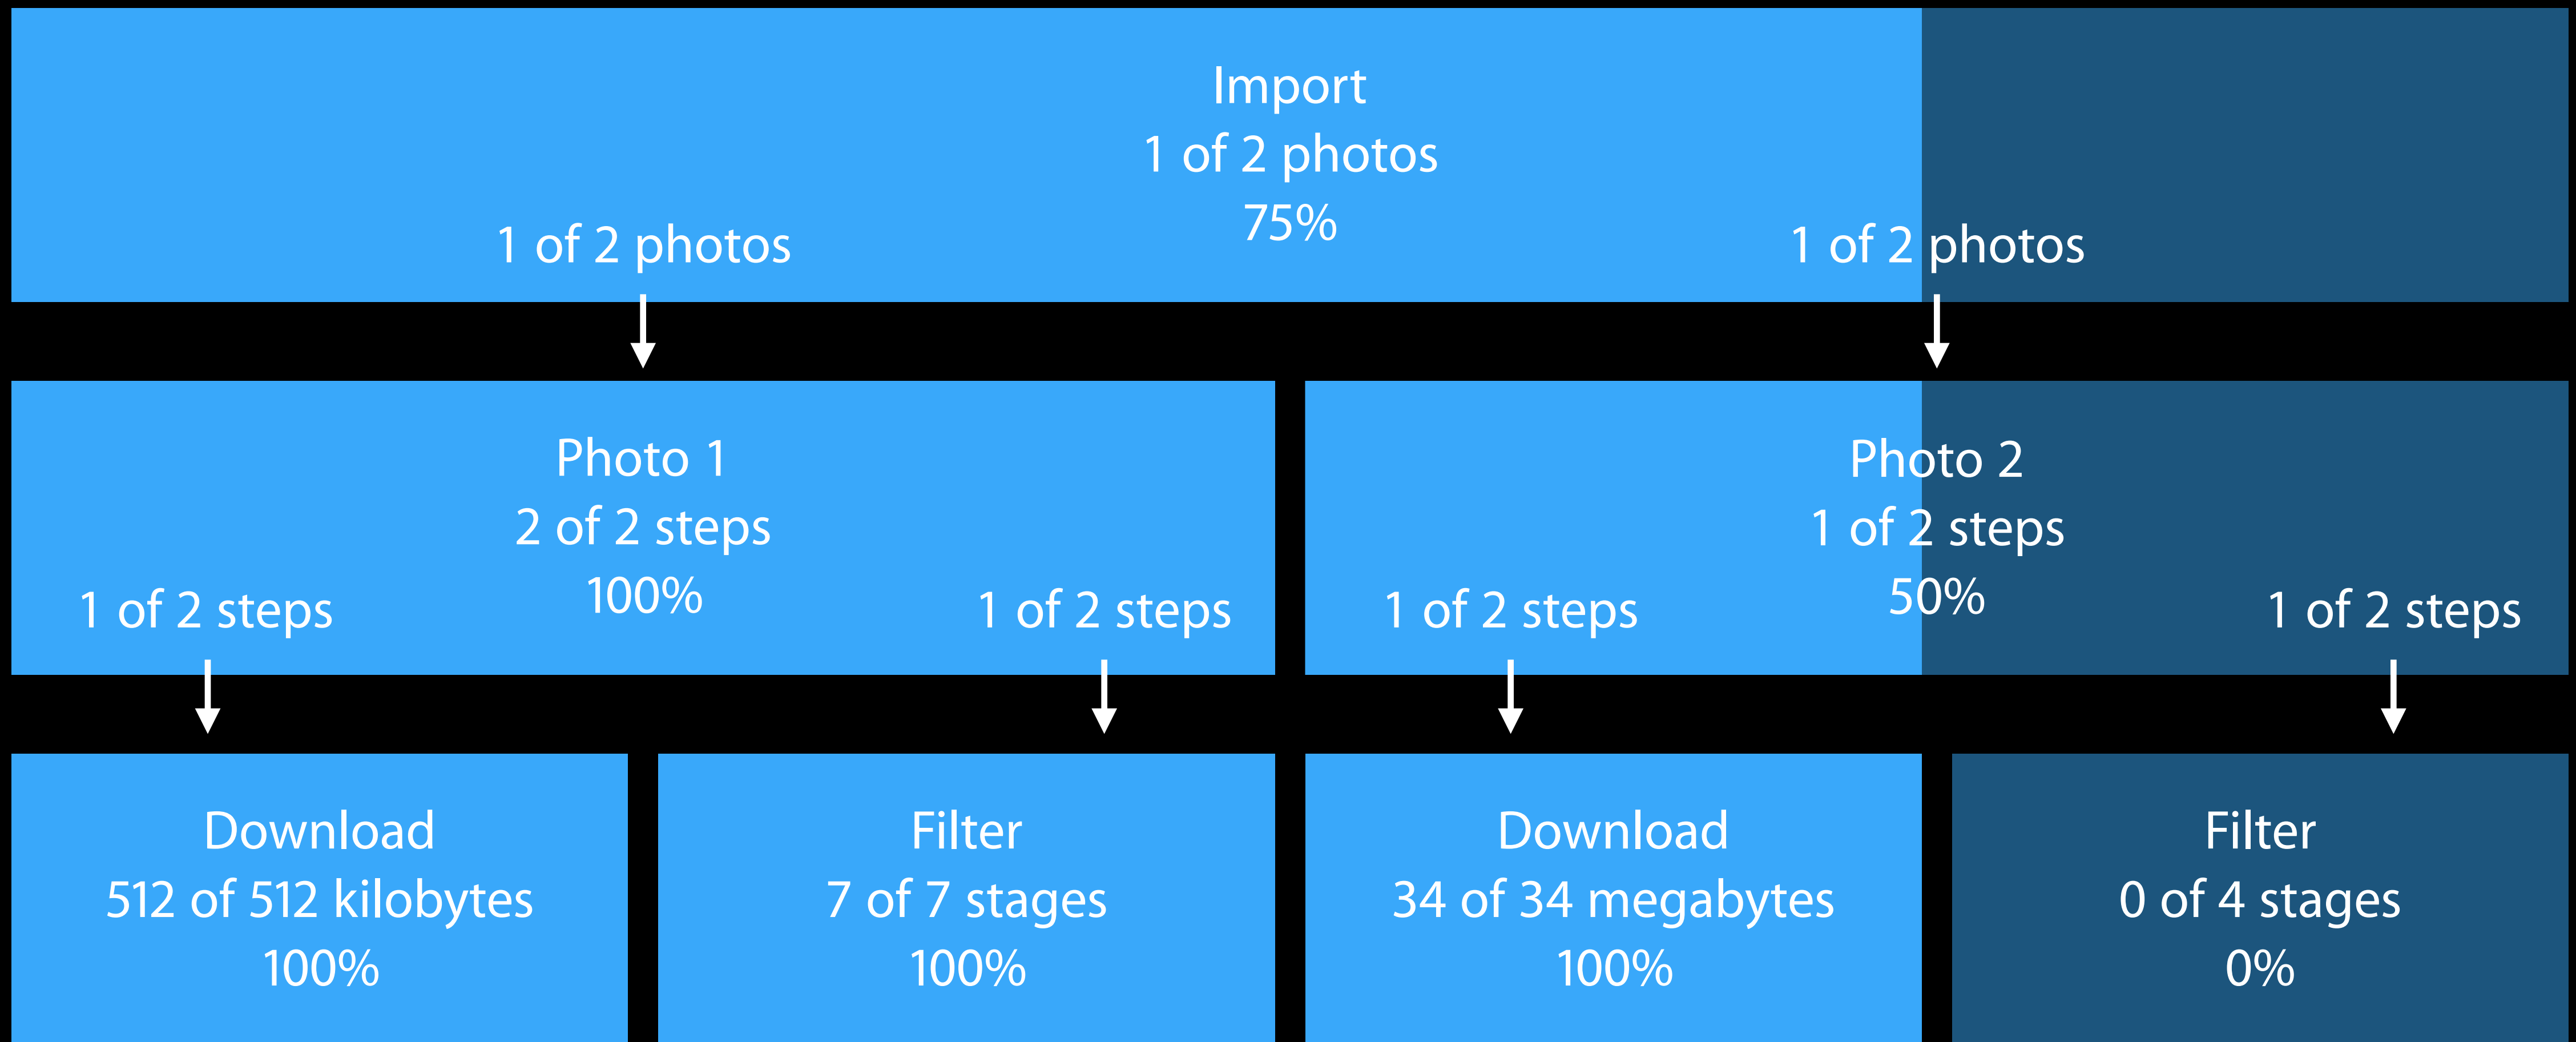 Import
1 of 2 photos
75%
1 of 2 photos
1 of 2 photos
Photo 1
2 of 2 steps
100%
1 of 2 steps
1 of 2 steps
Photo 2
1 of 2 steps
50%
1 of 2 steps
1 of 2 steps
Download
512 of 512 kilobytes
100%
Filter
7 of 7 stages
100%
Download
34 of 34 megabytes
100%
Filter
0 of 4 stages
0%